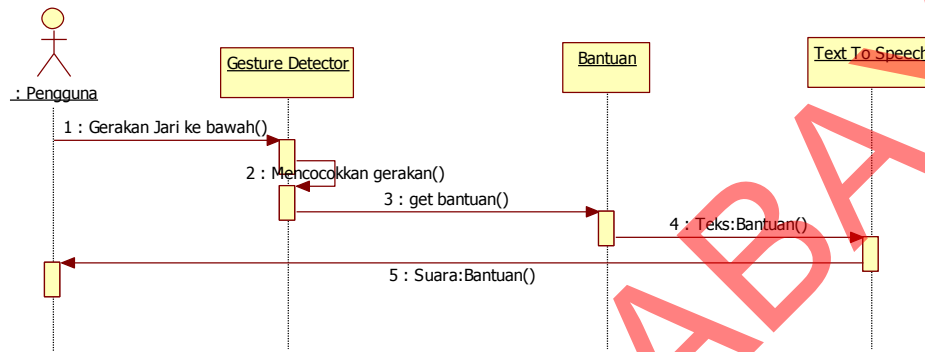 : Pengguna
Gesture Detector
Bantuan
Text To Speech
1 : Gerakan Jari ke bawah()
2 : Mencocokkan gerakan()
3 : get bantuan()
4 : Teks:Bantuan()
5 : Suara:Bantuan()
ABA